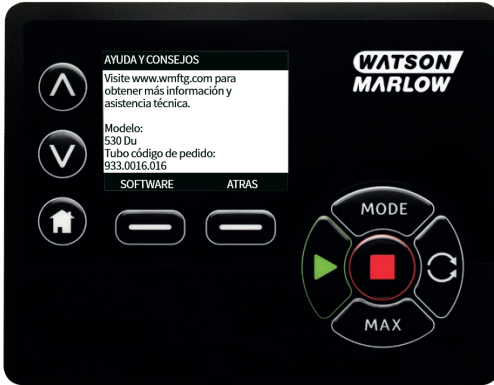 AYUDA Y CONSEJOS
Visite www.wmftg.com para
obtener más información y
asistencia técnica.
Modelo:
530 Du
Tubo código de pedido:
933.0016.016
SOFTWARE ATRAS
WATSON
MARLOW
MODE
MAX